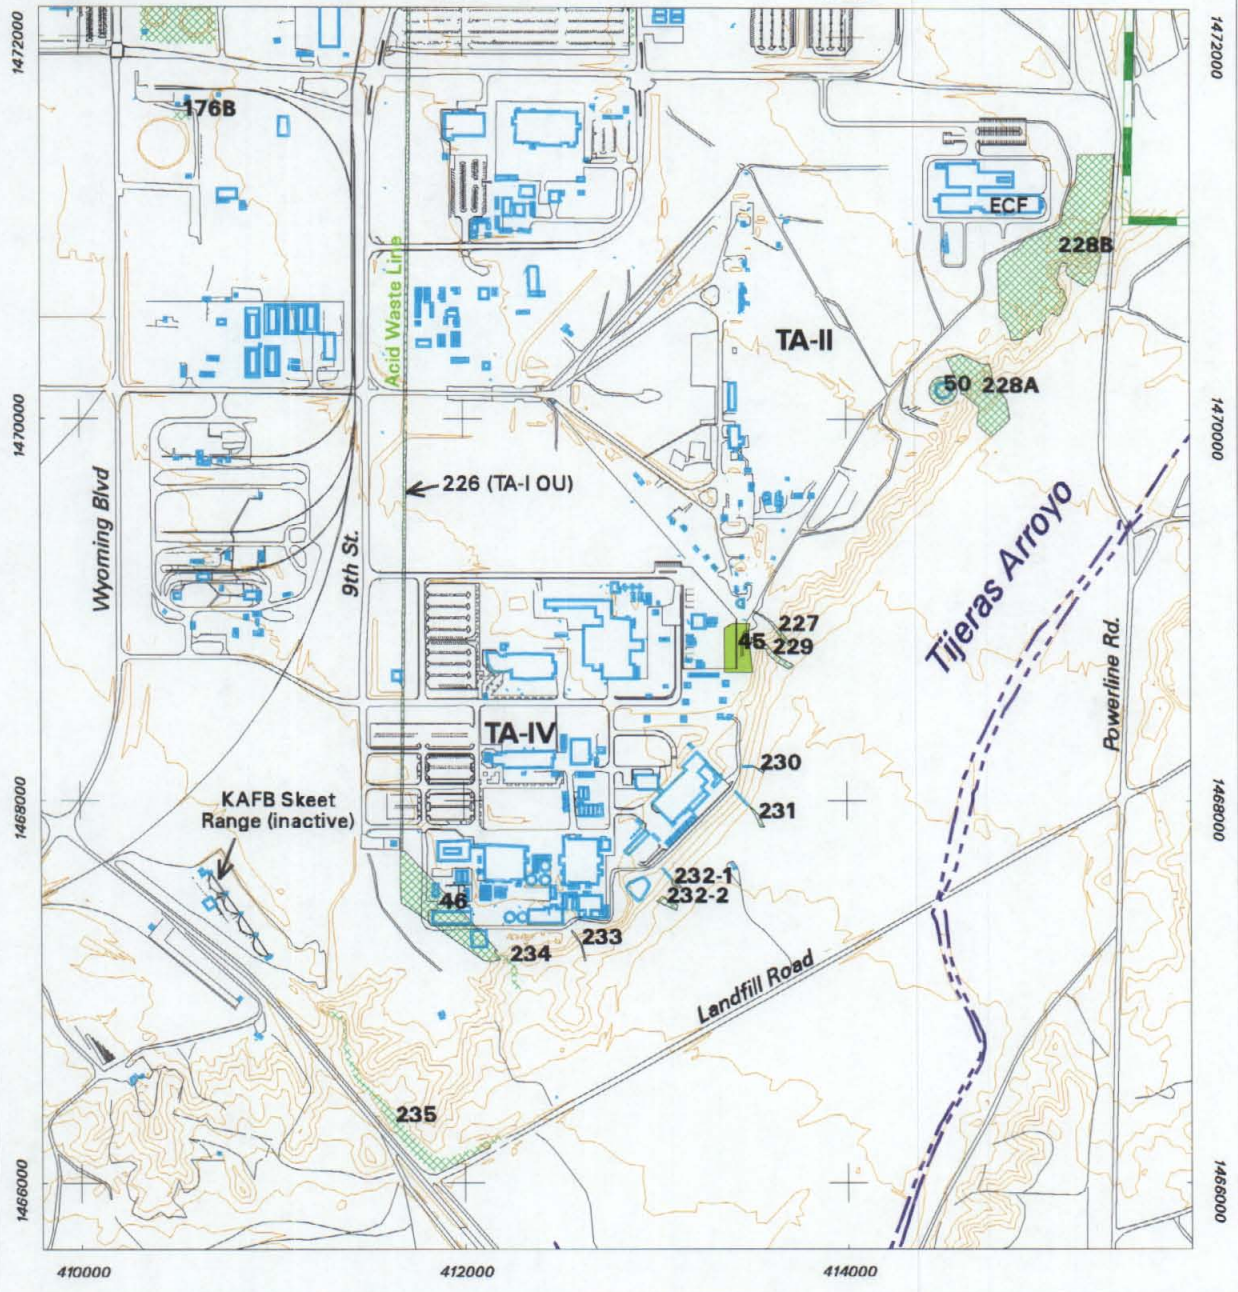 1472000
1472000
176B
ECF
228B
Acid Waste Line
TA-II
50
228A
1470000
1470000
226 (TA-I OU)
Wyoming Blvd
9th St.
Tijeras Arroyo
227
45
229
Powerline Rd.
TA-IV
230
KAFB Skeet
Range (inactive)
231
1468000
1468000
232-1
232-2
46
233
234
Landfill Road
235
1466000
1466000
410000
412000
414000